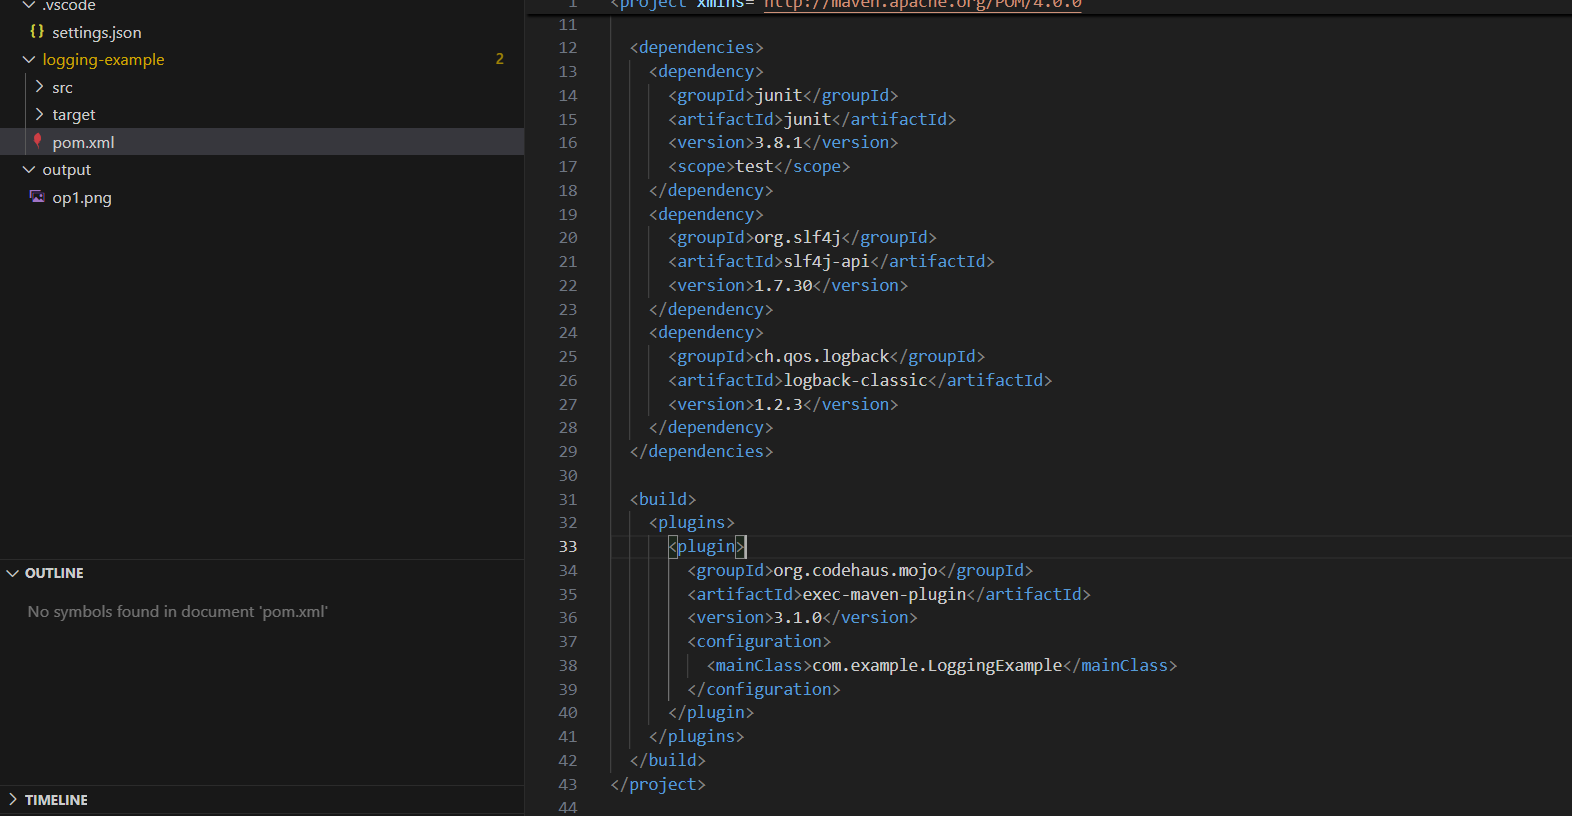 .vscode
{} settings.json
logging-example 2
src
target
pom.xml
output
op1.png
OUTLINE
No symbols found in document 'pom.xml'
TIMELINE
1 <project xmlns="http://maven.apache.org/POM/4.0.0
11
12 <dependencies>
13 <dependency>
14 <groupId>junit</groupId>
15 <artifactId>junit</artifactId>
16 <version>3.8.1</version>
17 <scope>test</scope>
18 </dependency>
19 <dependency>
20 <groupId>org.slf4j</groupId>
21 <artifactId>slf4j-api</artifactId>
22 <version>1.7.30</version>
23 </dependency>
24 <dependency>
25 <groupId>ch.qos.logback</groupId>
26 <artifactId>logback-classic</artifactId>
27 <version>1.2.3</version>
28 </dependency>
29 </dependencies>
30
31 <build>
32 <plugins>
33 <plugin>
34 <groupId>org.codehaus.mojo</groupId>
35 <artifactId>exec-maven-plugin</artifactId>
36 <version>3.1.0</version>
37 <configuration>
38 <mainClass>com.example.LoggingExample</mainClass>
39 </configuration>
40 </plugin>
41 </plugins>
42 </build>
43 </project>
44